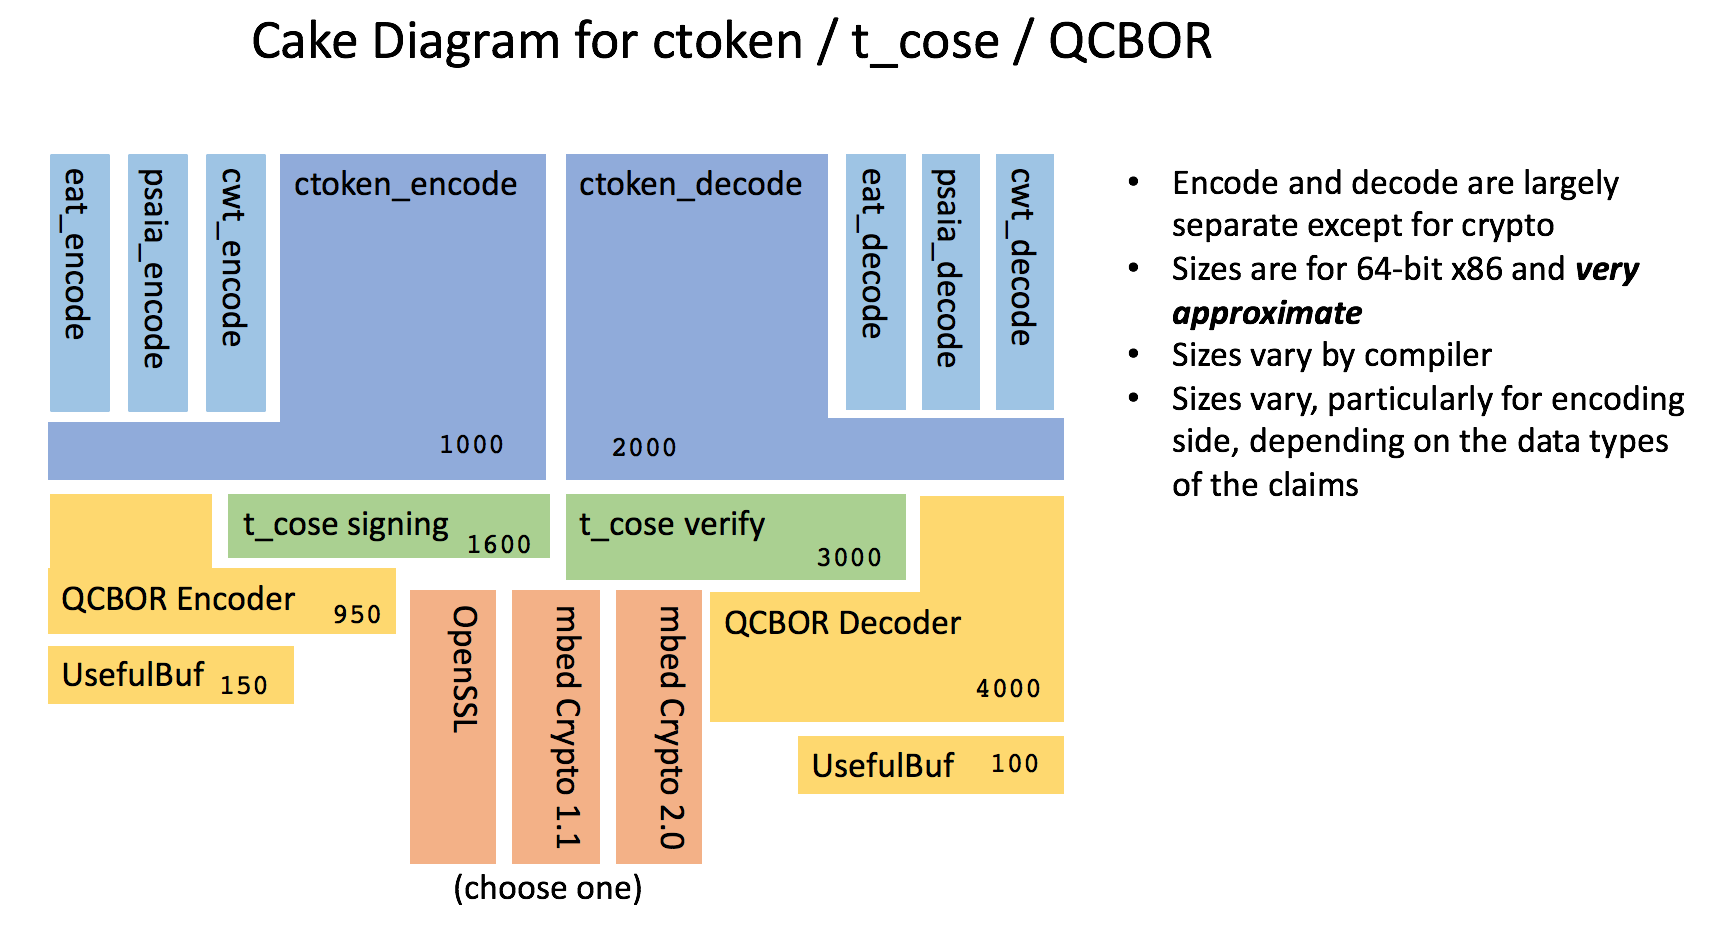 Cake Diagram for ctoken / t_cose / QCBOR
eat_encode
psaia_encode
cwt_encode
ctoken_encode
1000
ctoken_decode
2000
eat_decode
psaia_decode
cwt_decode
t_cose signing
1600
t_cose verify
3000
QCBOR Encoder
950
UsefulBuf
150
OpenSSL
mbed Crypto 1.1
mbed Crypto 2.0
(choose one)
QCBOR Decoder
4000
UsefulBuf
100
• Encode and decode are largely
separate except for crypto
• Sizes are for 64-bit x86 and very
approximate
• Sizes vary by compiler
• Sizes vary, particularly for encoding
side, depending on the data types
of the claims